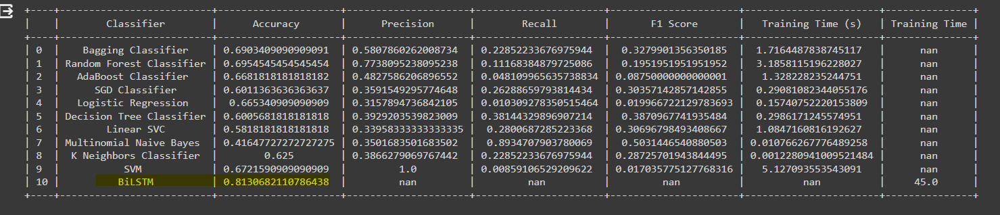 +----+--------------------------+---------------------+---------------------+----------------------+----------------------+-----------------------+---------------+
| | Classifier | Accuracy | Precision | Recall | F1 Score | Training Time (s) | Training Time |
+----+--------------------------+---------------------+---------------------+----------------------+----------------------+-----------------------+---------------+
| 0 | Bagging Classifier | 0.6903409090909091 | 0.5807860262008734 | 0.22852233676975944 | 0.3279901356350185 | 1.7164487838745117 | nan |
| 1 | Random Forest Classifier | 0.6954545454545454 | 0.7738095238095238 | 0.11168384879725086 | 0.1951951951951952 | 3.1858115196228027 | nan |
| 2 | AdaBoost Classifier | 0.6681818181818182 | 0.4827586206896552 | 0.048109965635738834 | 0.08750000000000001 | 1.328228235244751 | nan |
| 3 | SGD Classifier | 0.6011363636363637 | 0.3591549295774648 | 0.26288659793814434 | 0.30357142857142855 | 0.29081082344055176 | nan |
| 4 | Logistic Regression | 0.665340909090909 | 0.3157894736842105 | 0.010309278350515464 | 0.019966722129783693 | 0.15740752220153809 | nan |
| 5 | Decision Tree Classifier | 0.6005681818181818 | 0.3929203539823009 | 0.38144329896907214 | 0.3870967741935484 | 0.2986171245574951 | nan |
| 6 | Linear SVC | 0.5818181818181818 | 0.33958333333333335 | 0.2800687285223368 | 0.30696798493408667 | 1.0847160816192627 | nan |
| 7 | Multinomial Naive Bayes | 0.41647727272727275 | 0.3501683501683502 | 0.8934707903780069 | 0.5031446540880503 | 0.010766267776489258 | nan |
| 8 | K Neighbors Classifier | 0.625 | 0.3866279069767442 | 0.22852233676975944 | 0.28725701943844495 | 0.0012280941009521484 | nan |
| 9 | SVM | 0.6721590909090909 | 1.0 | 0.00859106529209622 | 0.017035775127768316 | 5.127093553543091 | nan |
| 10 | BiLSTM | 0.8130682110786438 | nan | nan | nan | nan | 45.0 |
+----+--------------------------+---------------------+---------------------+----------------------+----------------------+-----------------------+---------------+